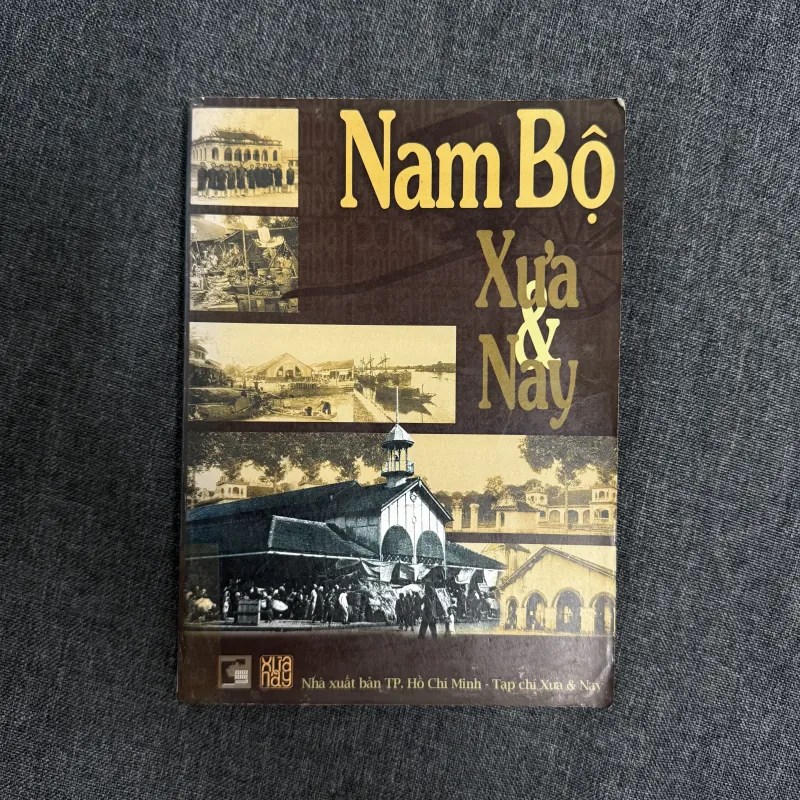 Nam Bộ
Xưa
&
Nay
XƯA
NAY
Nhà xuất bản TP. Hồ Chí Minh - Tạp chí Xưa & Nay